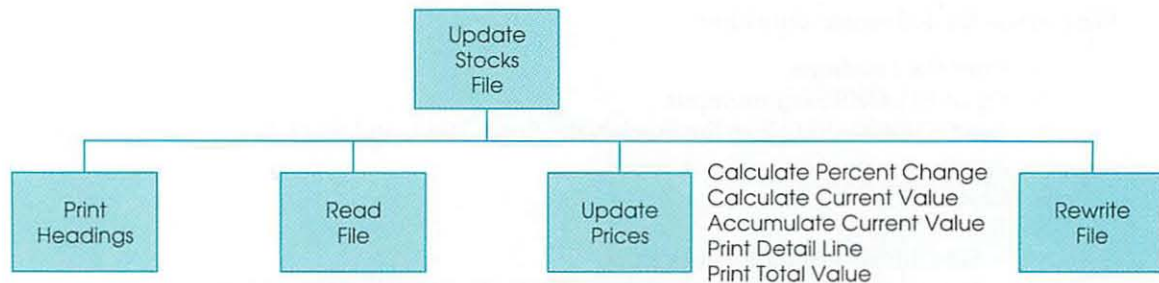 Update
Stocks
File
Print
Headings
Read
File
Update
Prices
Calculate Percent Change
Calculate Current Value
Accumulate Current Value
Print Detail Line
Print Total Value
Rewrite
File